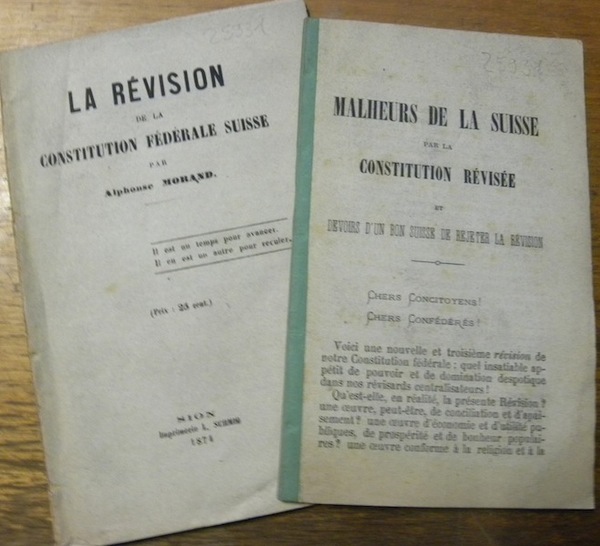 LA RÉVISION
DE LA
CONSTITUTION FÉDÉRALE SUISSE
PAR
Alphonse MORAND.
Il est un temps pour avancer.
Il en est un autre pour reculer.
(Prix : 25 cent.)
SION
Imprimerie L. SCHMID
1874
MALHEURS DE LA SUISSE
PAR LA
CONSTITUTION RÉVISÉE
ET
DEVOIRS D'UN BON SUISSE DE REJETER LA RÉVISION
CHERS CONCITOYENS!
CHERS CONFÉDÉRÉS!
Voici une nouvelle et troisième révision de
notre Constitution fédérale : quel insatiable ap-
pétit de pouvoir et de domination despotique
dans nos révisards centralisateurs!
Qu'est-elle, en réalité, la présente Révision?
une œuvre, peut-être, de conciliation et d'apai-
sement? une œuvre d'économie et d'utilité pu-
bliques, de prospérité et de bonheur populai-
res? une œuvre conforme à la religion et à la